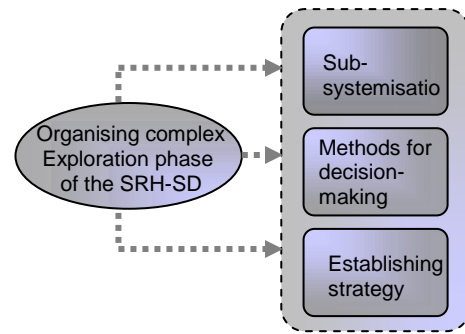 Organising complex
Exploration phase
of the SRH-SD
Sub-
systemisatio
Methods for
decision-
making
Establishing
strategy